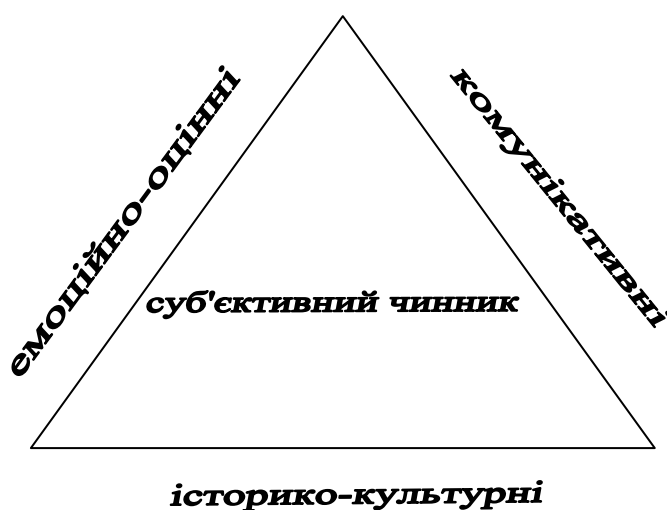 емоційно-оцінні
комунікативні
суб'єктивний чинник
історико-культурні